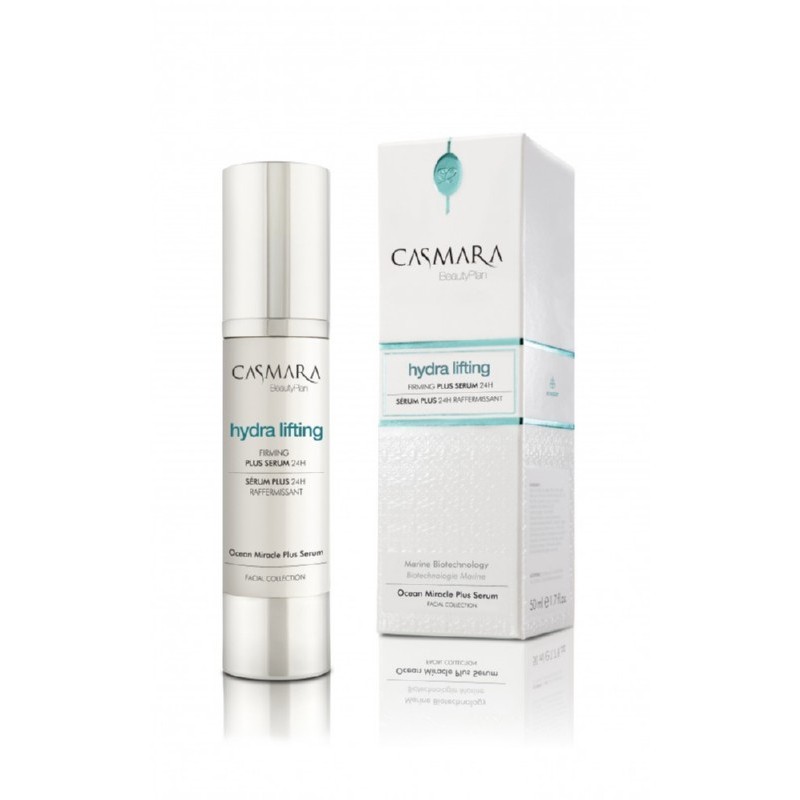 CASMARA
BeautyPlan
hydra lifting
FIRMING
PLUS SERUM 24H
SÉRUM PLUS 24H
RAFFERMISSANT
Ocean Miracle Plus Serum
FACIAL COLLECTION
CASMARA
BeautyPlan
hydra lifting
FIRMING PLUS SERUM 24H
SÉRUM PLUS 24H RAFFERMISSANT
Marine Biotechnology
Biotechnologie Marine
Ocean Miracle Plus Serum
FACIAL COLLECTION
50 ml e 1.7 fl.oz.